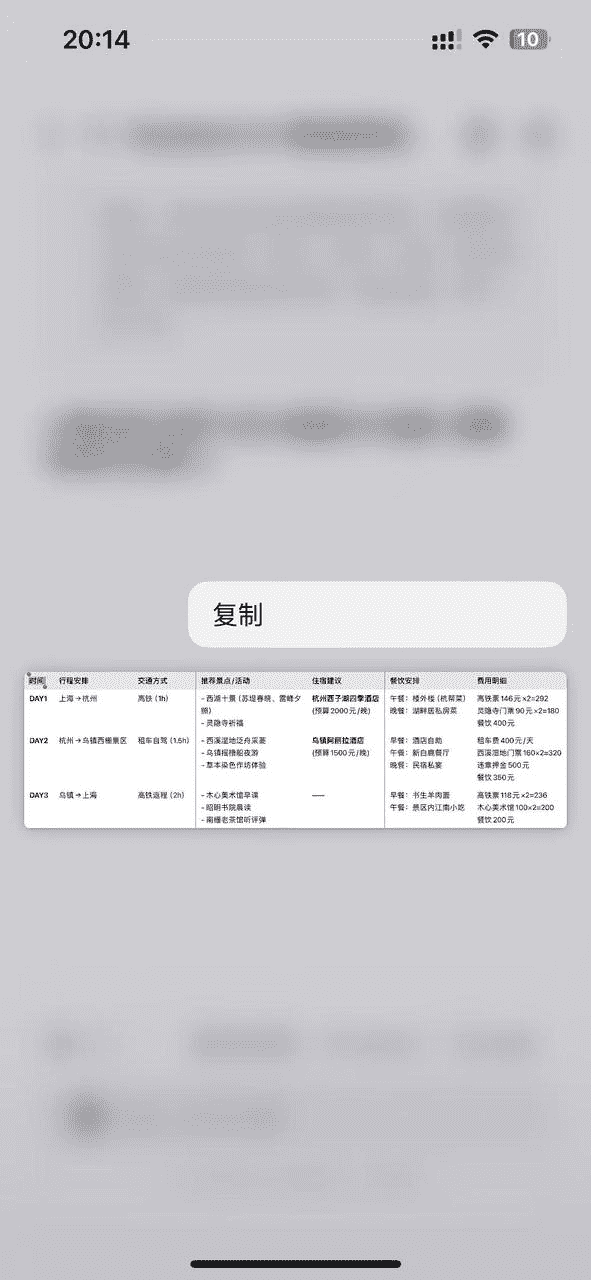 20:14
10
复制
时间 行程安排 交通方式 推荐景点/活动 住宿建议 餐饮安排 费用明细
DAY1 上海→杭州 高铁 (1h) - 西湖十景 (苏堤春晓、雷峰夕 杭州西子湖四季酒店 午餐：楼外楼 (杭帮菜) 高铁票146元×2=292
照) (预算2000元/晚) 晚餐：湖畔居私房菜 灵隐寺门票90元×2=180
- 灵隐寺祈福 餐饮400元
DAY2 杭州→乌镇西栅景区 租车自驾 (1.5h) - 西溪湿地泛舟采菱 乌镇阿丽拉酒店 早餐：酒店自助 租车费400元/天
- 乌镇摇橹船夜游 (预算1500元/晚) 午餐：新白鹿餐厅 西溪湿地门票160×2=320
- 草本染色作坊体验 晚餐：民宿私宴 违章押金500元
餐饮350元
DAY3 乌镇→上海 高铁返程 (2h) - 木心美术馆早课 —— 早餐：书生羊肉面 高铁票118元×2=236
- 昭明书院晨读 午餐：景区内江南小吃 木心美术馆100×2=200
- 南栅老茶馆听评弹 餐饮200元